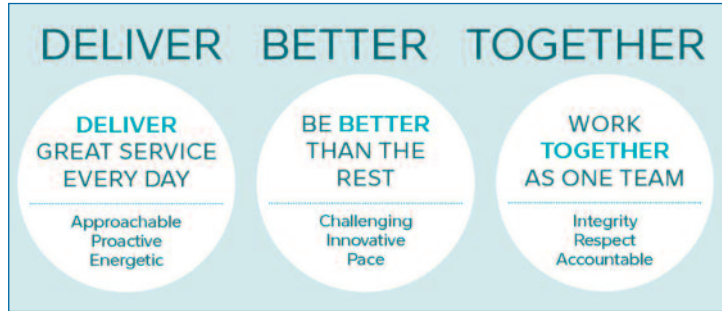 DELIVER BETTER TOGETHER
DELIVER
GREAT SERVICE
EVERY DAY
Approachable
Proactive
Energetic
BE BETTER
THAN THE
REST
Challenging
Innovative
Pace
WORK
TOGETHER
AS ONE TEAM
Integrity
Respect
Accountable